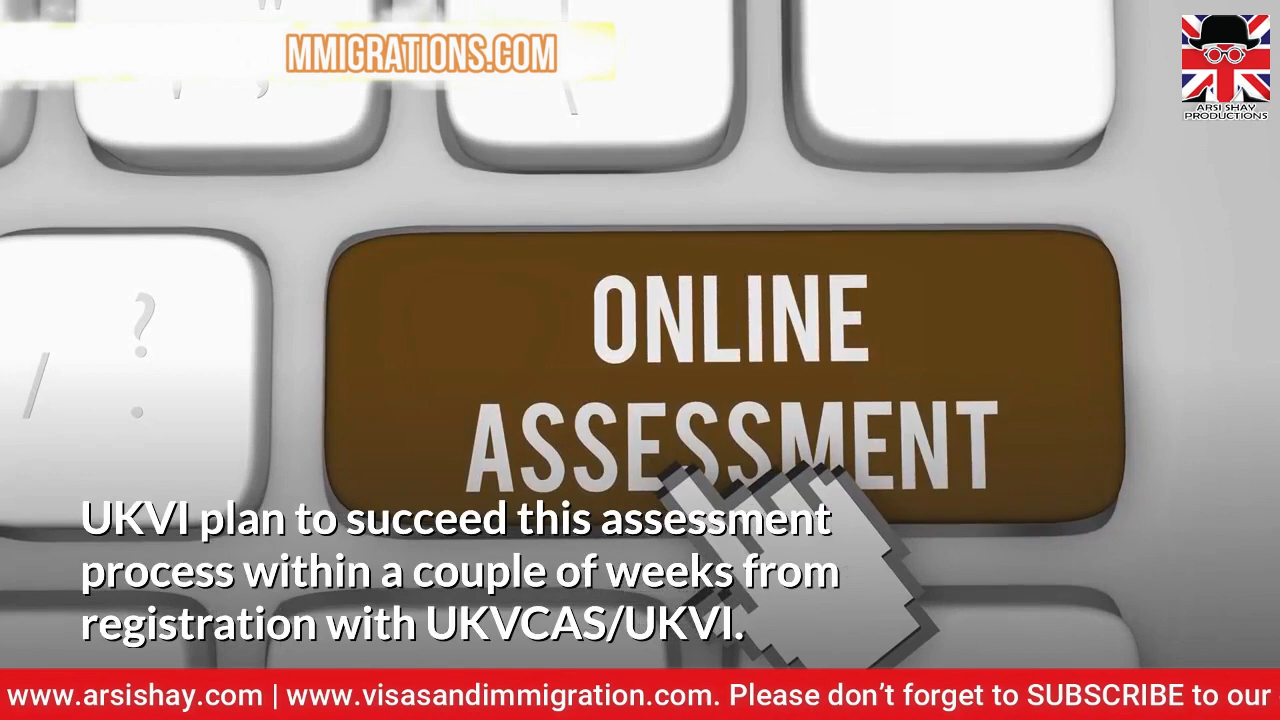 MMIGRATIONS.COM
ARSI SHAY
PRODUCTIONS
?
/
ONLINE
ASSESSMENT
UKVI plan to succeed this assessment
process within a couple of weeks from
registration with UKVCAS/UKVI.
www.arsishay.com | www.visasandimmigration.com. Please don’t forget to SUBSCRIBE to our